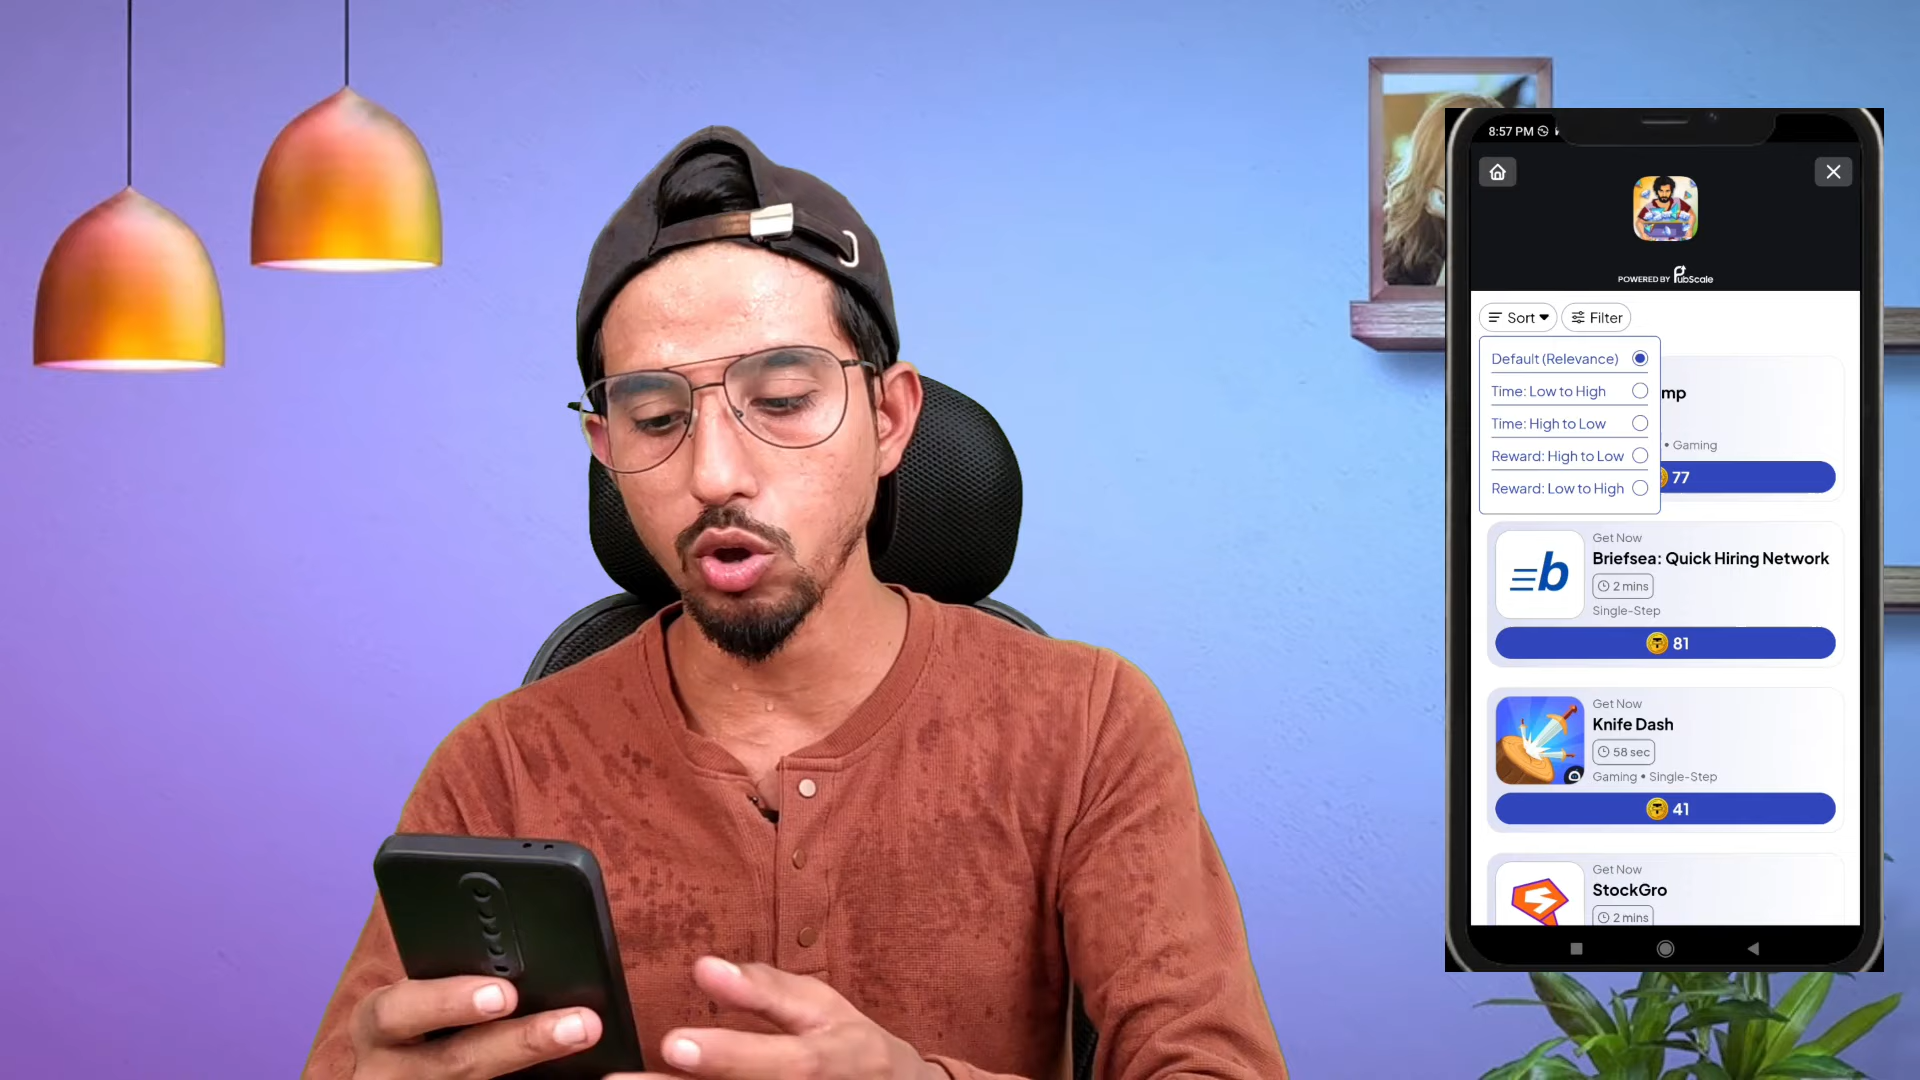 8:57 PM
POWERED BY PubScale
Sort
Filter
Default (Relevance)
Time: Low to High
Time: High to Low
Reward: High to Low
Reward: Low to High
mp
• Gaming
77
Get Now
Briefsea: Quick Hiring Network
2 mins
Single-Step
81
Get Now
Knife Dash
58 sec
Gaming • Single-Step
41
Get Now
StockGro
2 mins